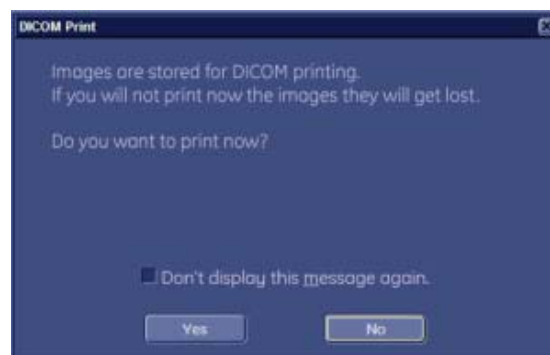 DICOM Print
Images are stored for DICOM printing.
If you will not print now the images they will get lost.
Do you want to print now?
Don't display this message again.
Yes No